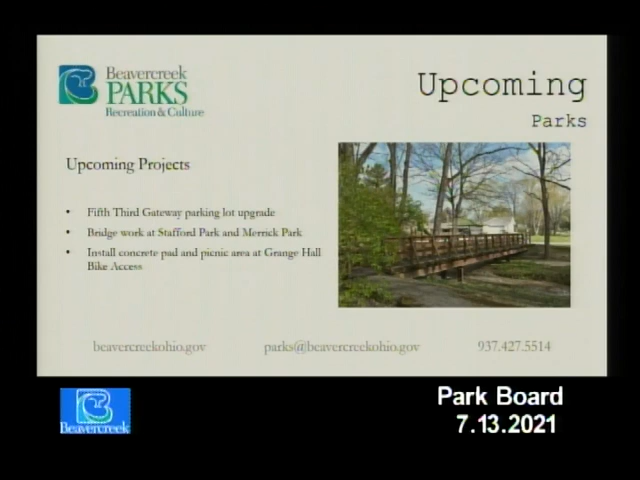 Beavercreek
PARKS
Recreation & Culture
Upcoming
Parks
Upcoming Projects
• Fifth Third Gateway parking lot upgrade
• Bridge work at Stafford Park and Merrick Park
• Install concrete pad and picnic area at Grange Hall
Bike Access
beavercreekohio.gov
parks@beavercreekohio.gov
937.427.5514
Beavercreek
Park Board
7.13.2021